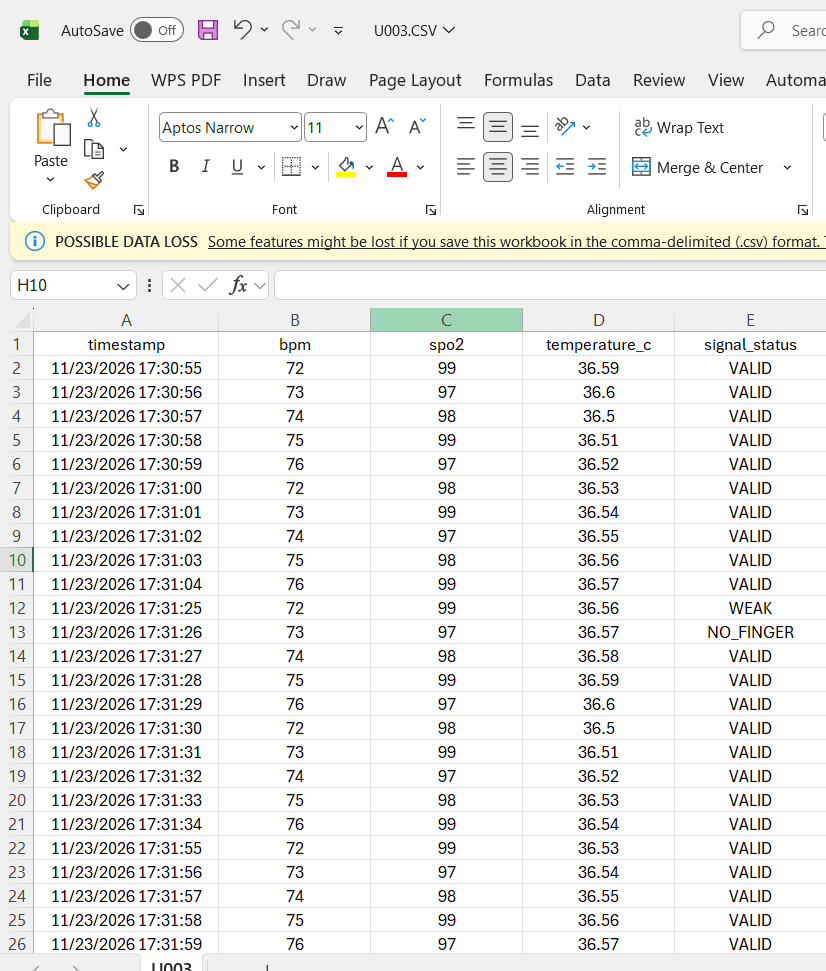 AutoSave Off U003.CSV Searc
File Home WPS PDF Insert Draw Page Layout Formulas Data Review View Automa
Paste
Aptos Narrow 11
B I U A
ab Wrap Text
Merge & Center
Clipboard Font Alignment
POSSIBLE DATA LOSS Some features might be lost if you save this workbook in the comma-delimited (.csv) format.
H10 fx
A B C D E
1 timestamp bpm spo2 temperature_c signal_status
2 11/23/2026 17:30:55 72 99 36.59 VALID
3 11/23/2026 17:30:56 73 97 36.6 VALID
4 11/23/2026 17:30:57 74 98 36.5 VALID
5 11/23/2026 17:30:58 75 99 36.51 VALID
6 11/23/2026 17:30:59 76 97 36.52 VALID
7 11/23/2026 17:31:00 72 98 36.53 VALID
8 11/23/2026 17:31:01 73 99 36.54 VALID
9 11/23/2026 17:31:02 74 97 36.55 VALID
10 11/23/2026 17:31:03 75 98 36.56 VALID
11 11/23/2026 17:31:04 76 99 36.57 VALID
12 11/23/2026 17:31:25 72 99 36.56 WEAK
13 11/23/2026 17:31:26 73 97 36.57 NO_FINGER
14 11/23/2026 17:31:27 74 98 36.58 VALID
15 11/23/2026 17:31:28 75 99 36.59 VALID
16 11/23/2026 17:31:29 76 97 36.6 VALID
17 11/23/2026 17:31:30 72 98 36.5 VALID
18 11/23/2026 17:31:31 73 99 36.51 VALID
19 11/23/2026 17:31:32 74 97 36.52 VALID
20 11/23/2026 17:31:33 75 98 36.53 VALID
21 11/23/2026 17:31:34 76 99 36.54 VALID
22 11/23/2026 17:31:55 72 99 36.53 VALID
23 11/23/2026 17:31:56 73 97 36.54 VALID
24 11/23/2026 17:31:57 74 98 36.55 VALID
25 11/23/2026 17:31:58 75 99 36.56 VALID
26 11/23/2026 17:31:59 76 97 36.57 VALID
U003